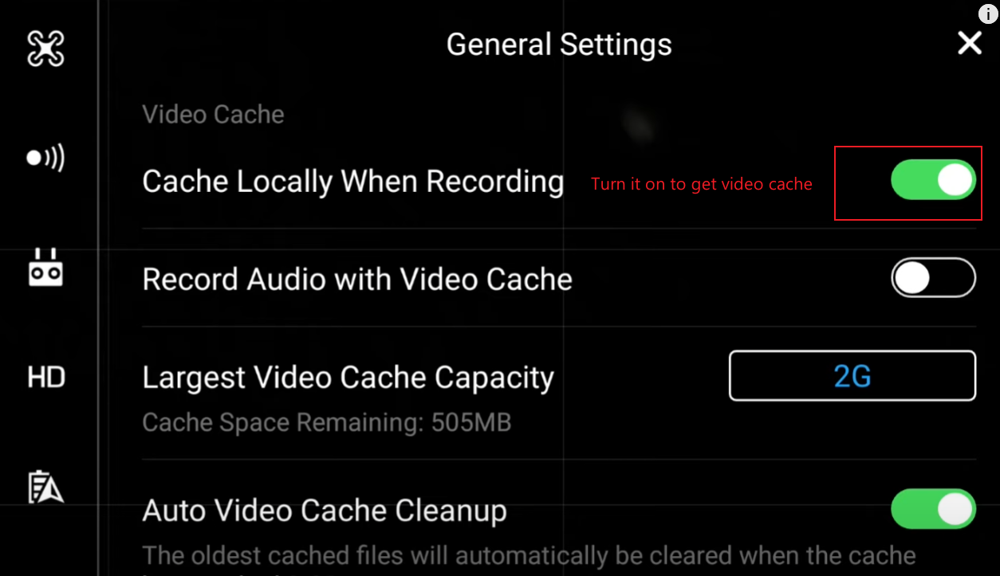 General Settings
Video Cache
Cache Locally When Recording
Turn it on to get video cache
Record Audio with Video Cache
Largest Video Cache Capacity
2G
Cache Space Remaining: 505MB
HD
Auto Video Cache Cleanup
The oldest cached files will automatically be cleared when the cache